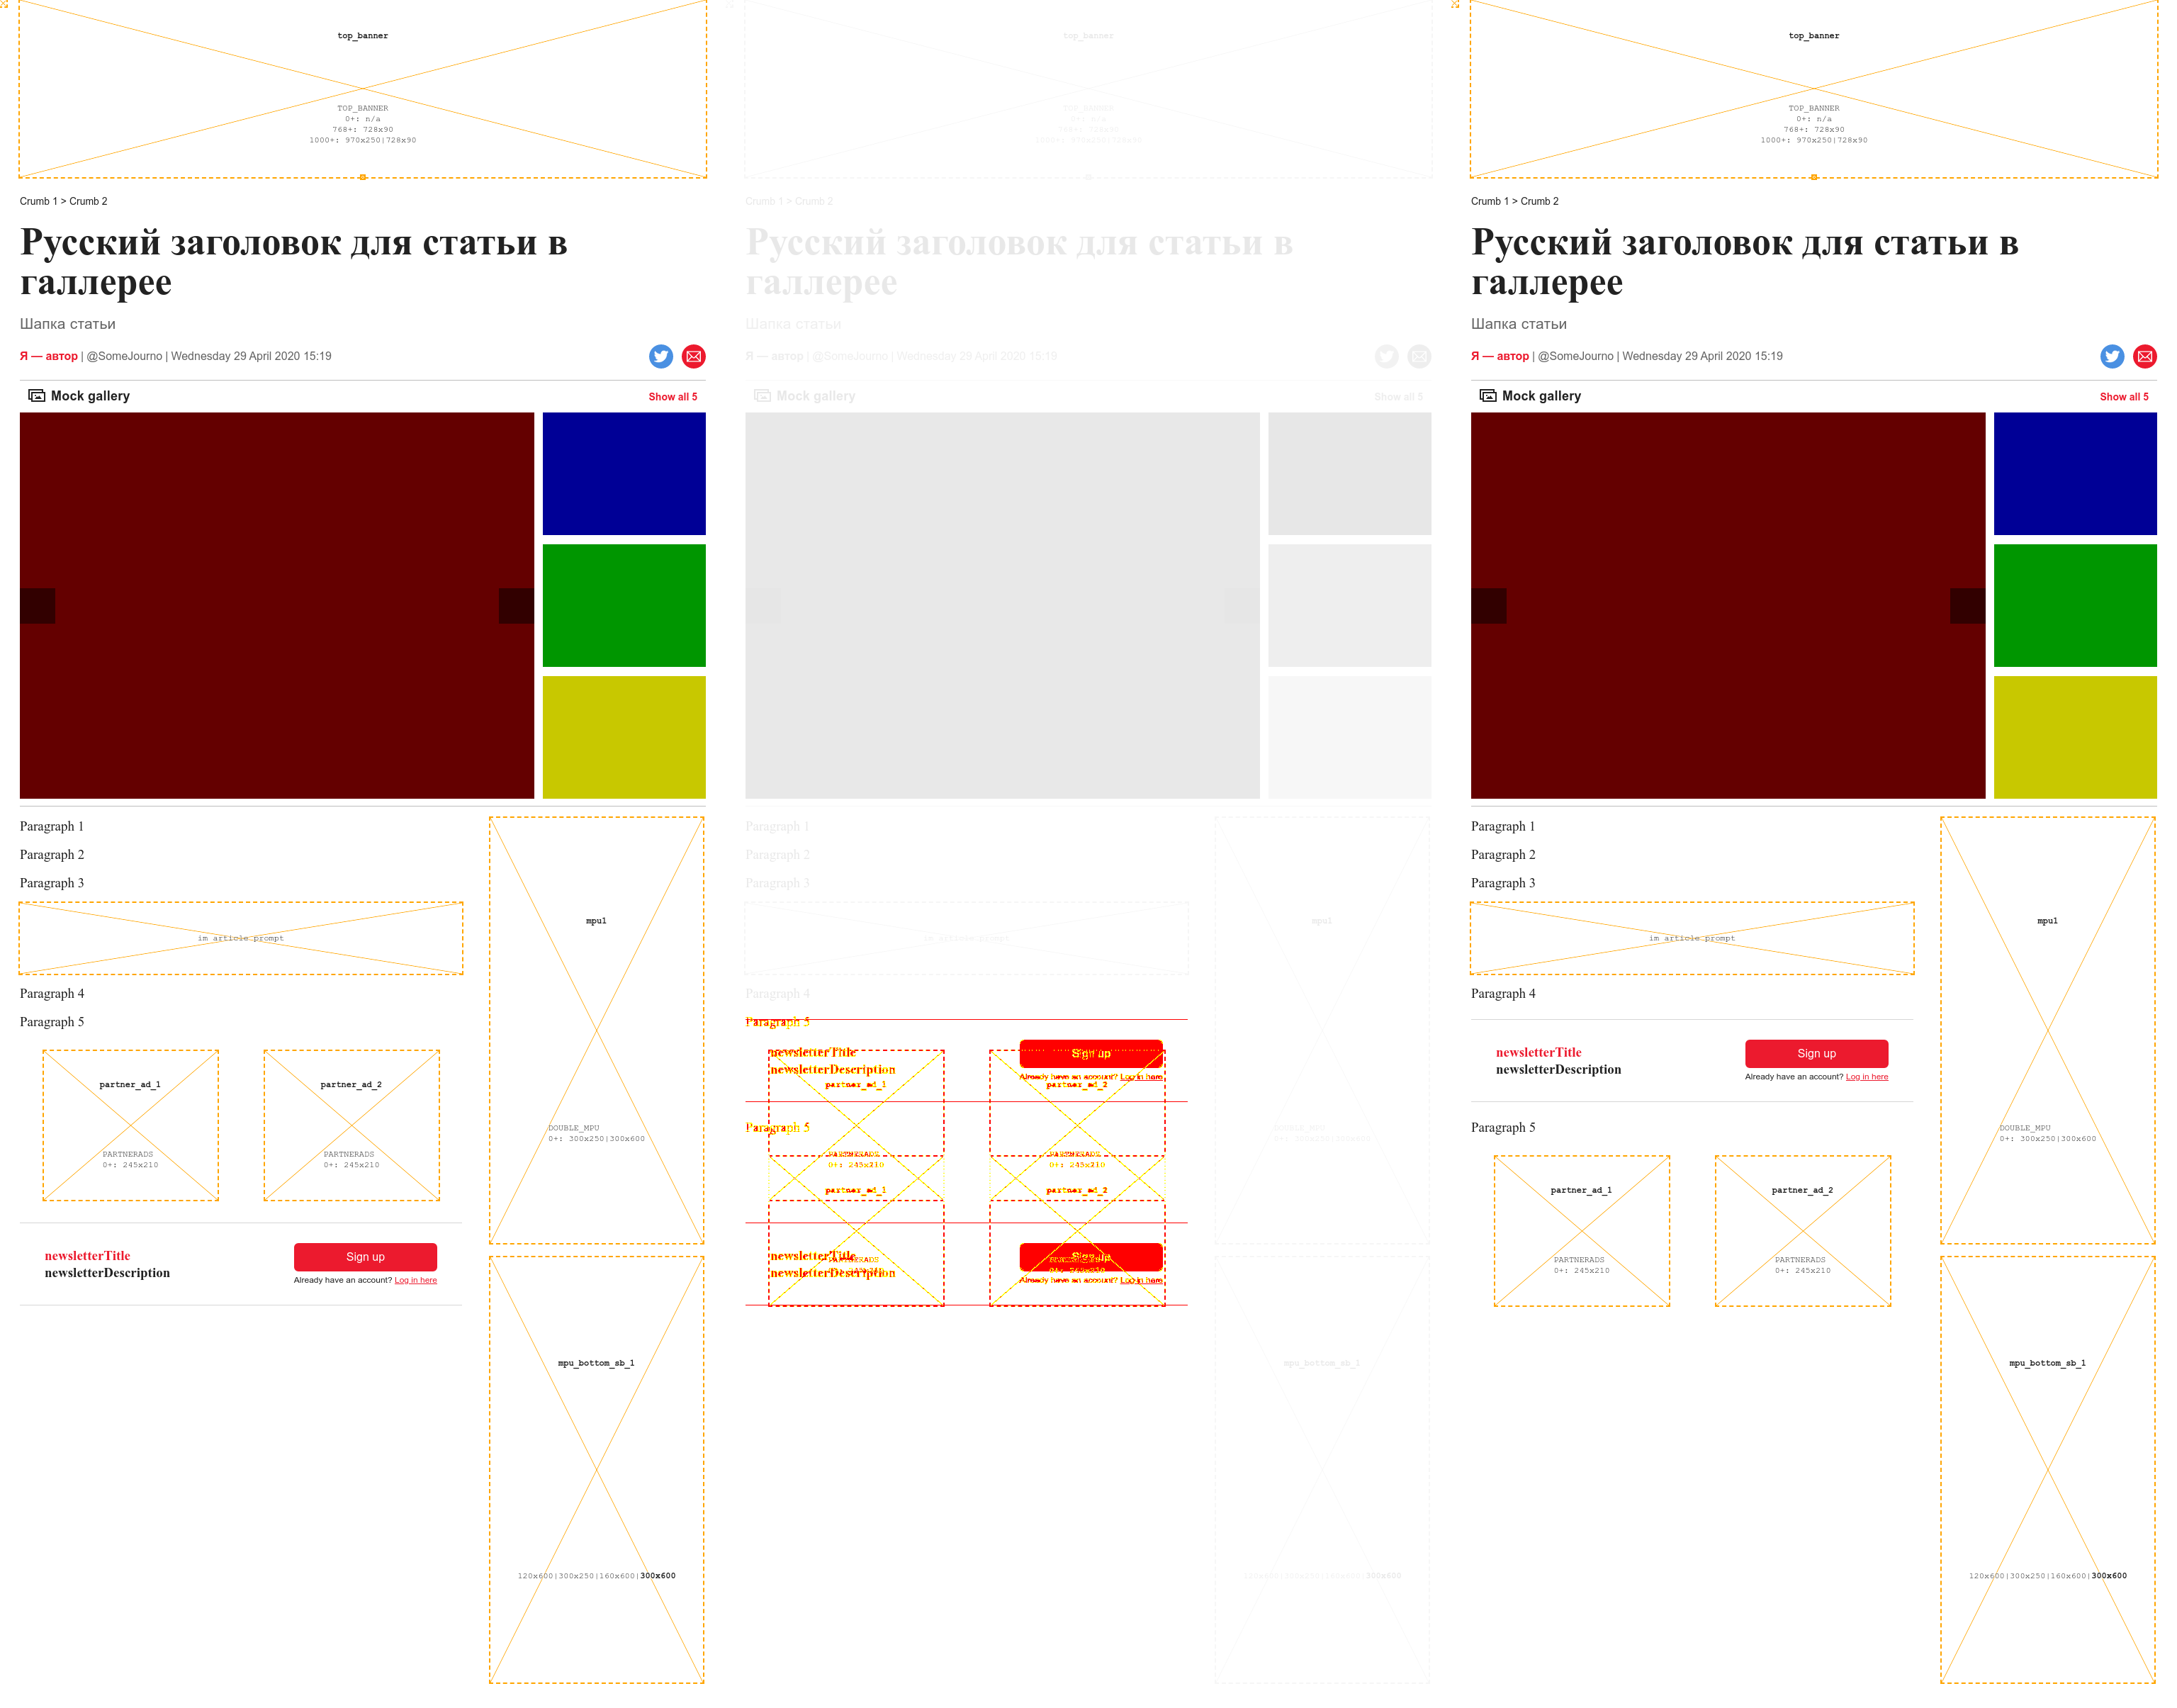 top_banner
TOP_BANNER
0+: n/a
768+: 728x90
1000+: 970x250|728x90
Crumb 1 > Crumb 2
Русский заголовок для статьи в
галлерее
Шапка статьи
Я — автор | @SomeJourno | Wednesday 29 April 2020 15:19
Mock gallery
Show all 5
Paragraph 1
Paragraph 2
Paragraph 3
im article prompt
Paragraph 4
Paragraph 5
partner_ad_1
PARTNERADS
0+: 245x210
partner_ad_2
PARTNERADS
0+: 245x210
newsletterTitle
newsletterDescription
Sign up
Already have an account? Log in here
mpu1
DOUBLE_MPU
0+: 300x250|300x600
mpu_bottom_sb_1
120x600|300x250|160x600|300x600
top_banner
TOP_BANNER
0+: n/a
768+: 728x90
1000+: 970x250|728x90
Crumb 1 > Crumb 2
Русский заголовок для статьи в
галлерее
Шапка статьи
Я — автор | @SomeJourno | Wednesday 29 April 2020 15:19
Mock gallery
Show all 5
Paragraph 1
Paragraph 2
Paragraph 3
im article prompt
Paragraph 4
Paragraph 5
newsletterTitle
newsletterDescription
Sign up
Already have an account? Log in here
partner_ad_1
partner_ad_2
Paragraph 5
PARTNERADS
0+: 245x210
PARTNERADS
0+: 245x210
partner_ad_1
partner_ad_2
newsletterTitle
newsletterDescription
Sign up
Already have an account? Log in here
mpu1
DOUBLE_MPU
0+: 300x250|300x600
mpu_bottom_sb_1
120x600|300x250|160x600|300x600
top_banner
TOP_BANNER
0+: n/a
768+: 728x90
1000+: 970x250|728x90
Crumb 1 > Crumb 2
Русский заголовок для статьи в
галлерее
Шапка статьи
Я — автор | @SomeJourno | Wednesday 29 April 2020 15:19
Mock gallery
Show all 5
Paragraph 1
Paragraph 2
Paragraph 3
im article prompt
Paragraph 4
newsletterTitle
newsletterDescription
Sign up
Already have an account? Log in here
Paragraph 5
partner_ad_1
PARTNERADS
0+: 245x210
partner_ad_2
PARTNERADS
0+: 245x210
mpu1
DOUBLE_MPU
0+: 300x250|300x600
mpu_bottom_sb_1
120x600|300x250|160x600|300x600